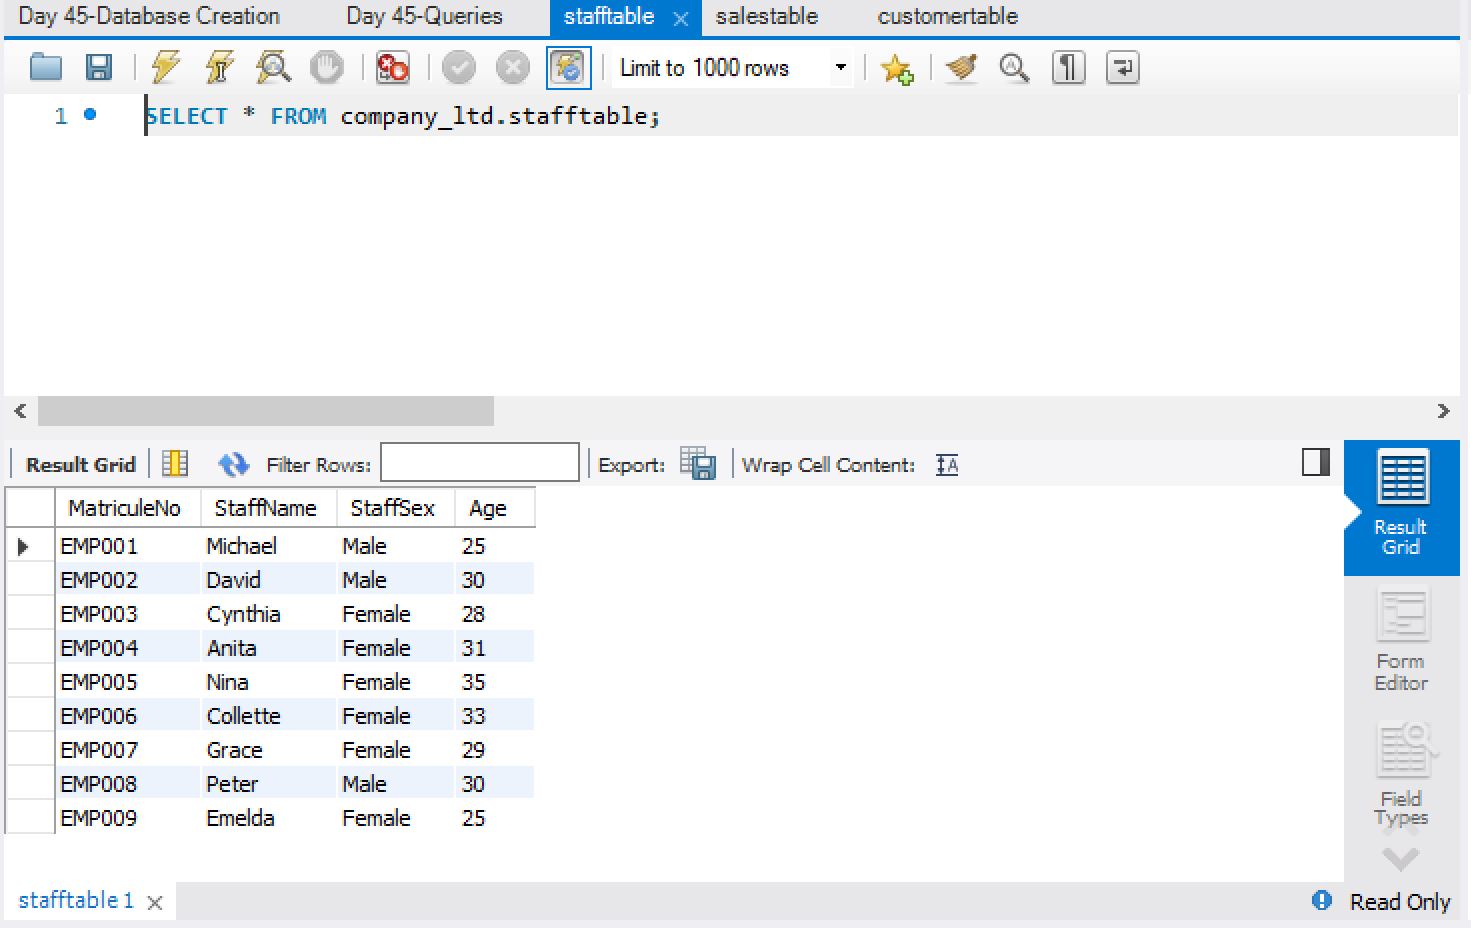 Day 45-Database Creation Day 45-Queries stafftable salestable customertable
Limit to 1000 rows
1 SELECT * FROM company_ltd.stafftable;
Result Grid Filter Rows: Export: Wrap Cell Content:
MatriculeNo StaffName StaffSex Age
EMP001 Michael Male 25
EMP002 David Male 30
EMP003 Cynthia Female 28
EMP004 Anita Female 31
EMP005 Nina Female 35
EMP006 Collette Female 33
EMP007 Grace Female 29
EMP008 Peter Male 30
EMP009 Emelda Female 25
Result
Grid
Form
Editor
Field
Types
stafftable 1 Read Only